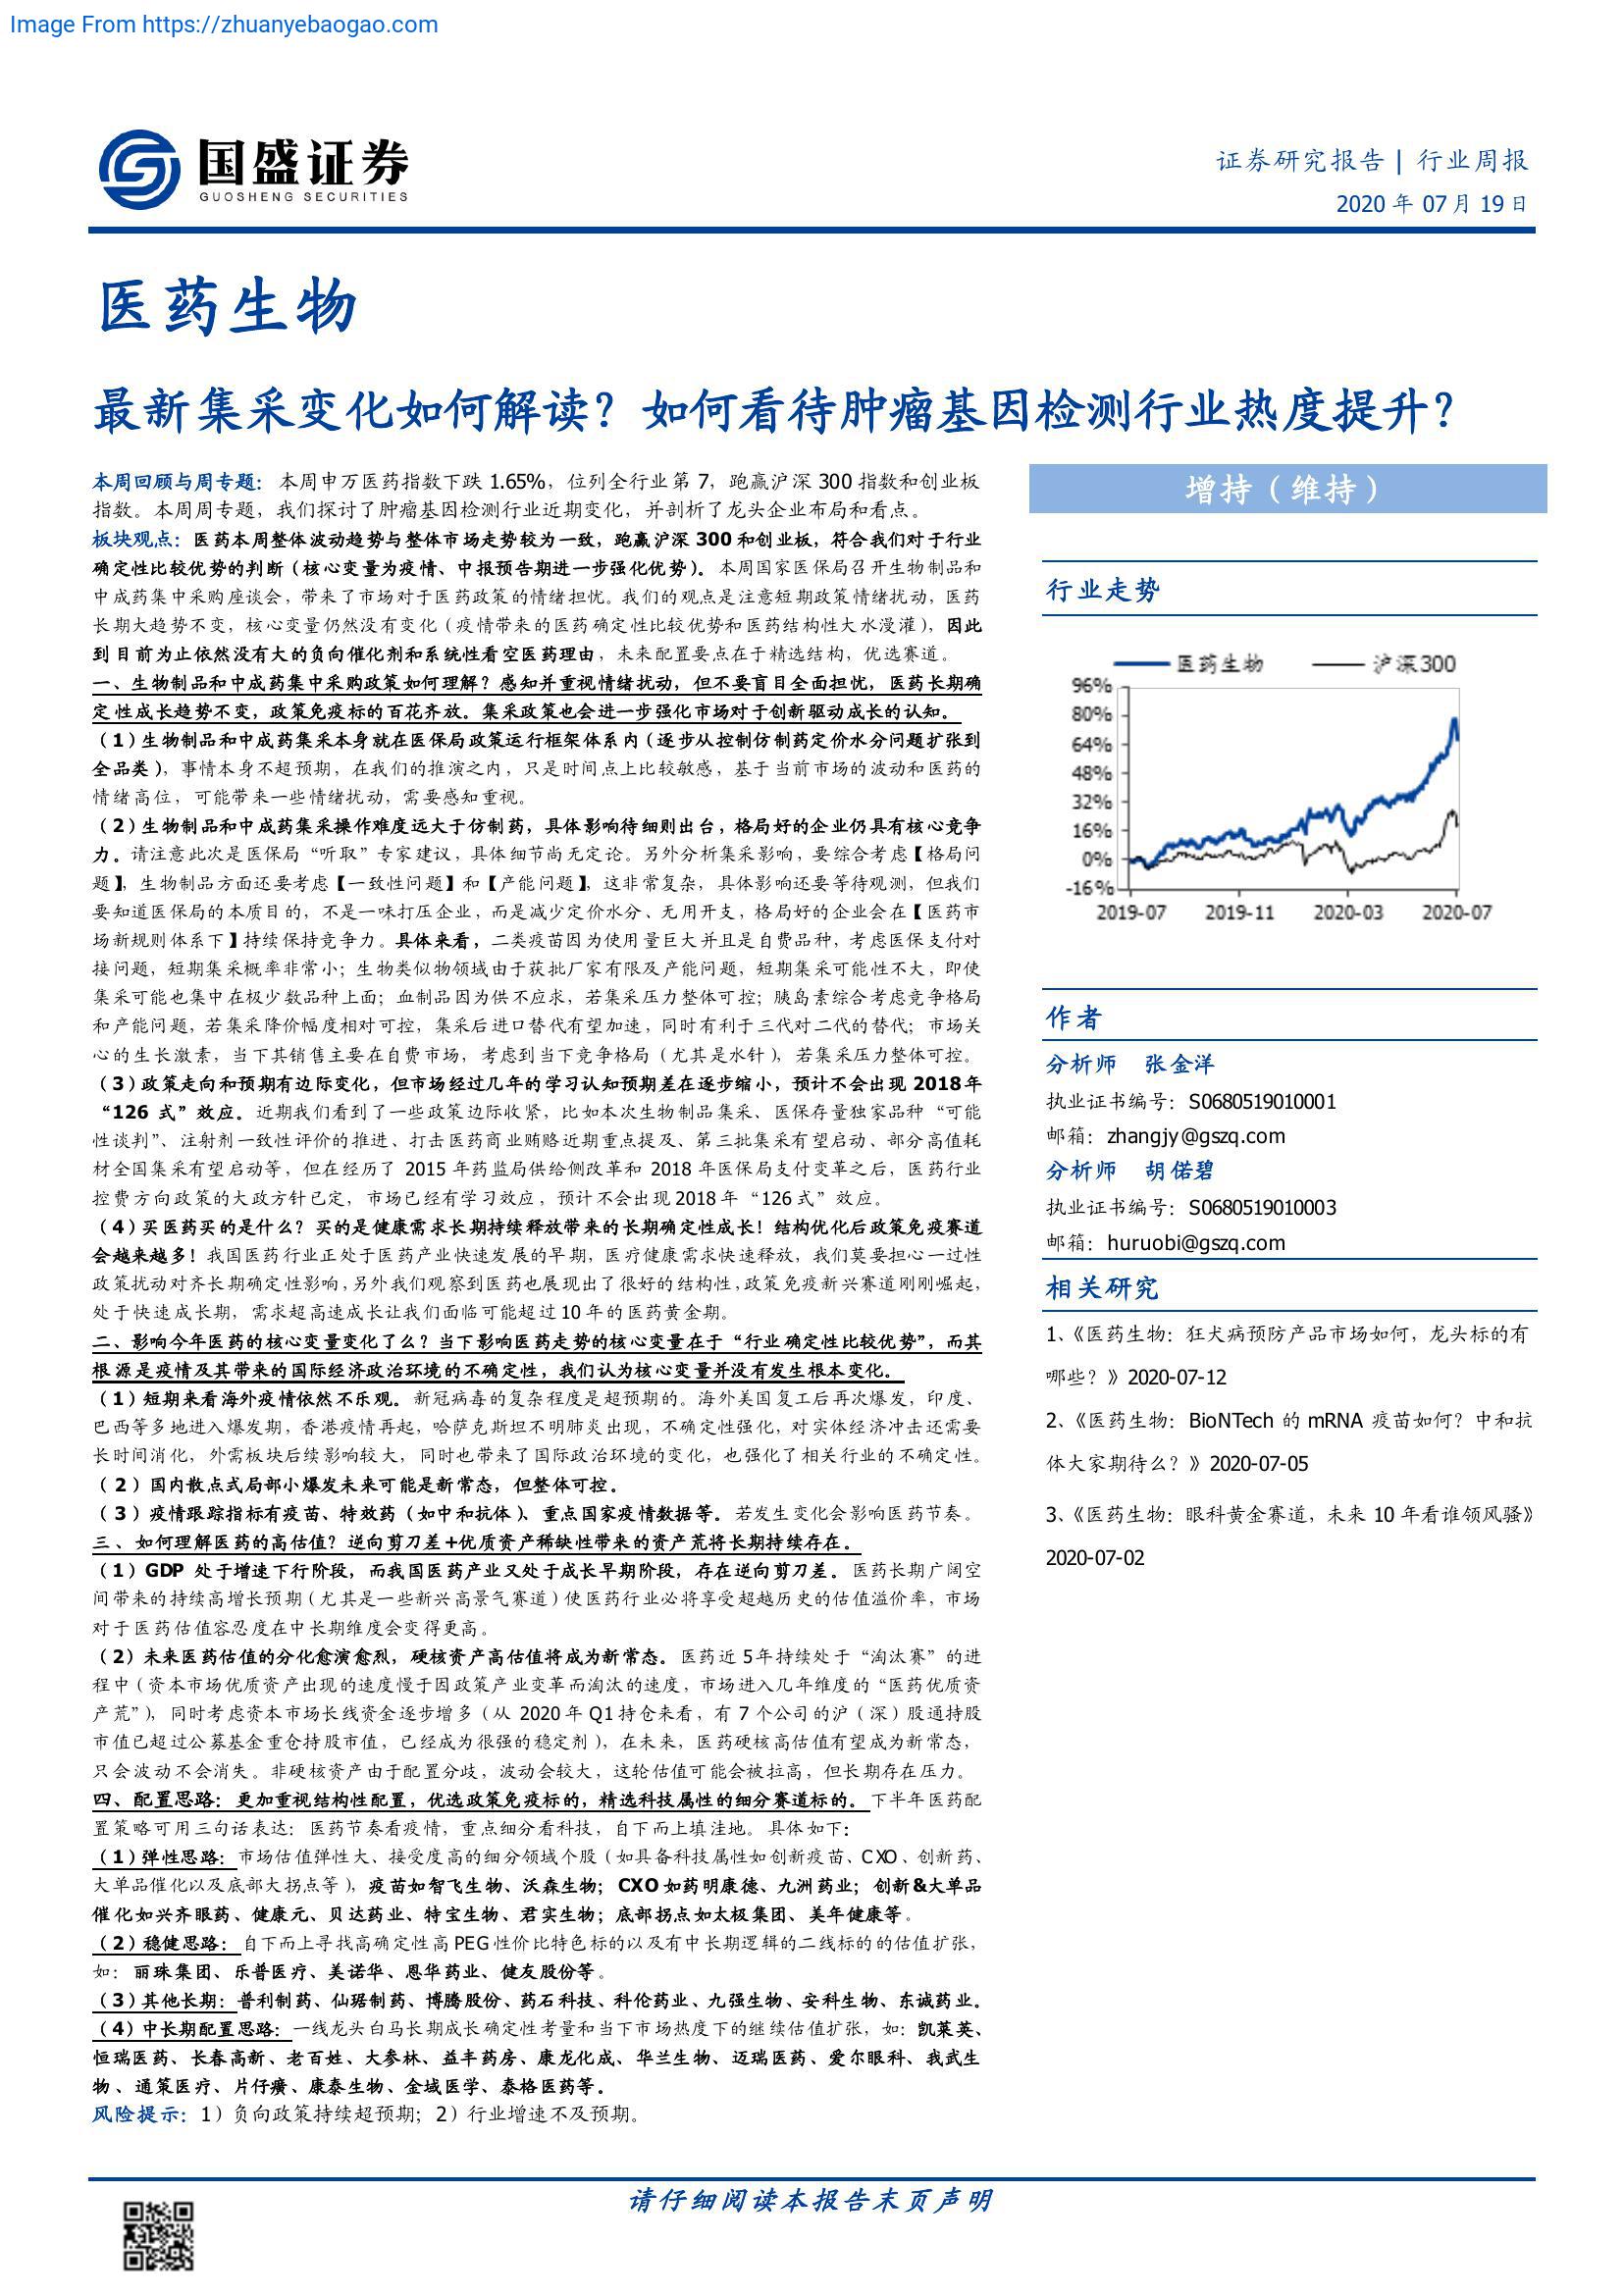 Image From https://zhuanyebaogao.com
国盛证券
GUOSHENG SECURITIES
证券研究报告 | 行业周报
2020 年 07 月 19 日
医药生物
最新集采变化如何解读？如何看待肿瘤基因检测行业热度提升？
本周回顾与周专题：本周申万医药指数下跌 1.65%，位列全行业第 7，跑赢沪深 300 指数和创业板
指数。本周周专题，我们探讨了肿瘤基因检测行业近期变化，并剖析了龙头企业布局和看点。
板块观点：医药本周整体波动趋势与整体市场走势较为一致，跑赢沪深 300 和创业板，符合我们对于行业
确定性比较优势的判断（核心变量为疫情、中报预告期进一步强化优势）。本周国家医保局召开生物制品和
中成药集中采购座谈会，带来了市场对于医药政策的情绪担忧。我们的观点是注意短期政策情绪扰动，医药
长期大趋势不变，核心变量仍然没有变化（疫情带来的医药确定性比较优势和医药结构性大水漫灌），因此
到目前为止依然没有大的负向催化剂和系统性看空医药理由，未来配置要点在于精选结构，优选赛道。
一、生物制品和中成药集中采购政策如何理解？感知并重视情绪扰动，但不要盲目全面担忧，医药长期确
定性成长趋势不变，政策免疫标的百花齐放。集采政策也会进一步强化市场对于创新驱动成长的认知。
（1）生物制品和中成药集采本身就在医保局政策运行框架体系内（逐步从控制仿制药定价水分问题扩张到
全品类），事情本身不超预期，在我们的推演之内，只是时间点上比较敏感，基于当前市场的波动和医药的
情绪高位，可能带来一些情绪扰动，需要感知重视。
（2）生物制品和中成药集采操作难度远大于仿制药，具体影响待细则出台，格局好的企业仍具有核心竞争
力。请注意此次是医保局“听取”专家建议，具体细节尚无定论。另外分析集采影响，要综合考虑【格局问
题】，生物制品方面还要考虑【一致性问题】和【产能问题】，这非常复杂，具体影响还要等待观测，但我们
要知道医保局的本质目的，不是一味打压企业，而是减少定价水分、无用开支，格局好的企业会在【医药市
场新规则体系下】持续保持竞争力。具体来看，二类疫苗因为使用量巨大并且是自费品种，考虑医保支付对
接问题，短期集采概率非常小；生物类似物领域由于获批厂家有限及产能问题，短期集采可能性不大，即使
集采可能也集中在极少数品种上面；血制品因为供不应求，若集采压力整体可控；胰岛素综合考虑竞争格局
和产能问题，若集采降价幅度相对可控，集采后进口替代有望加速，同时有利于三代对二代的替代；市场关
心的生长激素，当下其销售主要在自费市场，考虑到当下竞争格局（尤其是水针），若集采压力整体可控。
（3）政策走向和预期有边际变化，但市场经过几年的学习认知预期差在逐步缩小，预计不会出现 2018年
“126 式”效应。近期我们看到了一些政策边际收紧，比如本次生物制品集采、医保存量独家品种“可能
性谈判”、注射剂一致性评价的推进、打击医药商业贿赂近期重点提及、第三批集采有望启动、部分高值耗
材全国集采有望启动等，但在经历了 2015 年药监局供给侧改革和 2018 年医保局支付变革之后，医药行业
控费方向政策的大政方针已定，市场已经有学习效应，预计不会出现 2018 年“126 式”效应。
（4）买医药买的是什么？买的是健康需求长期持续释放带来的长期确定性成长！结构优化后政策免疫赛道
会越来越多！我国医药行业正处于医药产业快速发展的早期，医疗健康需求快速释放，我们莫要担心一过性
政策扰动对齐长期确定性影响，另外我们观察到医药也展现出了很好的结构性，政策免疫新兴赛道刚刚崛起，
处于快速成长期，需求超高速成长让我们面临可能超过 10 年的医药黄金期。
二、影响今年医药的核心变量变化了么？当下影响医药走势的核心变量在于“行业确定性比较优势”，而其
根源是疫情及其带来的国际经济政治环境的不确定性，我们认为核心变量并没有发生根本变化。
（1）短期来看海外疫情依然不乐观。新冠病毒的复杂程度是超预期的。海外美国复工后再次爆发，印度、
巴西等多地进入爆发期，香港疫情再起，哈萨克斯坦不明肺炎出现，不确定性强化，对实体经济冲击还需要
长时间消化，外需板块后续影响较大，同时也带来了国际政治环境的变化，也强化了相关行业的不确定性。
（2）国内散点式局部小爆发未来可能是新常态，但整体可控。
（3）疫情跟踪指标有疫苗、特效药（如中和抗体）、重点国家疫情数据等。若发生变化会影响医药节奏。
三、如何理解医药的高估值？逆向剪刀差+优质资产稀缺性带来的资产荒将长期持续存在。
（1）GDP 处于增速下行阶段，而我国医药产业又处于成长早期阶段，存在逆向剪刀差。医药长期广阔空
间带来的持续高增长预期（尤其是一些新兴高景气赛道）使医药行业必将享受超越历史的估值溢价率，市场
对于医药估值容忍度在中长期维度会变得更高。
（2）未来医药估值的分化愈演愈烈，硬核资产高估值将成为新常态。医药近 5年持续处于“淘汰赛”的进
程中（资本市场优质资产出现的速度慢于因政策产业变革而淘汰的速度，市场进入几年维度的“医药优质资
产荒”），同时考虑资本市场长线资金逐步增多（从 2020 年 Q1 持仓来看，有 7 个公司的沪（深）股通持股
市值已超过公募基金重仓持股市值，已经成为很强的稳定剂），在未来，医药硬核高估值有望成为新常态，
只会波动不会消失。非硬核资产由于配置分歧，波动会较大，这轮估值可能会被拉高，但长期存在压力。
四、配置思路：更加重视结构性配置，优选政策免疫标的，精选科技属性的细分赛道标的。下半年医药配
置策略可用三句话表达：医药节奏看疫情，重点细分看科技，自下而上填洼地。具体如下：
（1）弹性思路：市场估值弹性大、接受度高的细分领域个股（如具备科技属性如创新疫苗、CXO、创新药、
大单品催化以及底部大拐点等），疫苗如智飞生物、沃森生物；CXO 如药明康德、九洲药业；创新&大单品
催化如兴齐眼药、健康元、贝达药业、特宝生物、君实生物；底部拐点如太极集团、美年健康等。
（2）稳健思路：自下而上寻找高确定性高 PEG 性价比特色标的以及有中长期逻辑的二线标的的估值扩张，
如：丽珠集团、乐普医疗、美诺华、恩华药业、健友股份等。
（3）其他长期：普利制药、仙琚制药、博腾股份、药石科技、科伦药业、九强生物、安科生物、东诚药业。
（4）中长期配置思路：一线龙头白马长期成长确定性考量和当下市场热度下的继续估值扩张，如：凯莱英、
恒瑞医药、长春高新、老百姓、大参林、益丰药房、康龙化成、华兰生物、迈瑞医药、爱尔眼科、我武生
物、通策医疗、片仔癀、康泰生物、金域医学、泰格医药等。
风险提示：1）负向政策持续超预期；2）行业增速不及预期。
增持（维持）
行业走势
医药生物 沪深300
96%
80%
64%
48%
32%
16%
0%
-16%
2019-07 2019-11 2020-03 2020-07
作者
分析师 张金洋
执业证书编号：S0680519010001
邮箱：zhangjy@gszq.com
分析师 胡偌碧
执业证书编号：S0680519010003
邮箱：huruobi@gszq.com
相关研究
1、《医药生物：狂犬病预防产品市场如何，龙头标的有
哪些？》2020-07-12
2、《医药生物：BioNTech 的 mRNA 疫苗如何？中和抗
体大家期待么？》2020-07-05
3、《医药生物：眼科黄金赛道，未来 10 年看谁领风骚》
2020-07-02
请仔细阅读本报告末页声明